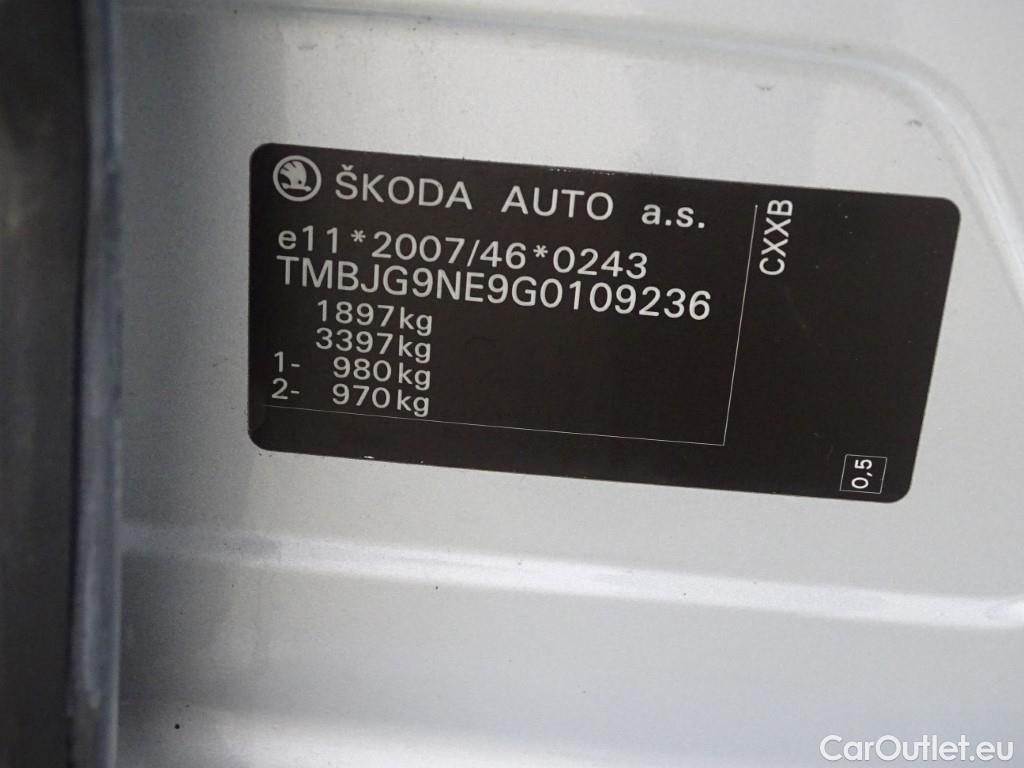 ŠKODA AUTO a.s.
e11*2007/46*0243
TMBJG9NE9G0109236
1897kg
3397kg
1- 980kg
2- 970kg
CXXB
0,5
CarOutlet.eu